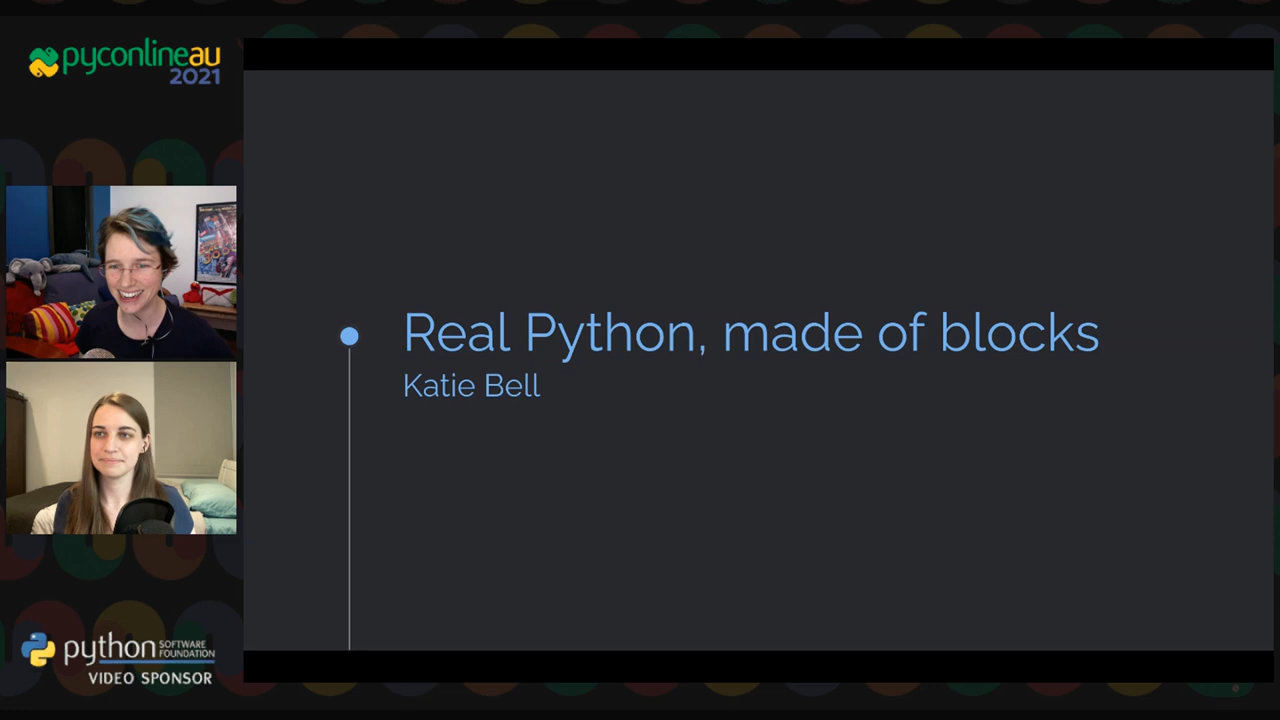 pyconlineau
2021
Real Python, made of blocks
Katie Bell
python SOFTWARE
FOUNDATION
VIDEO SPONSOR